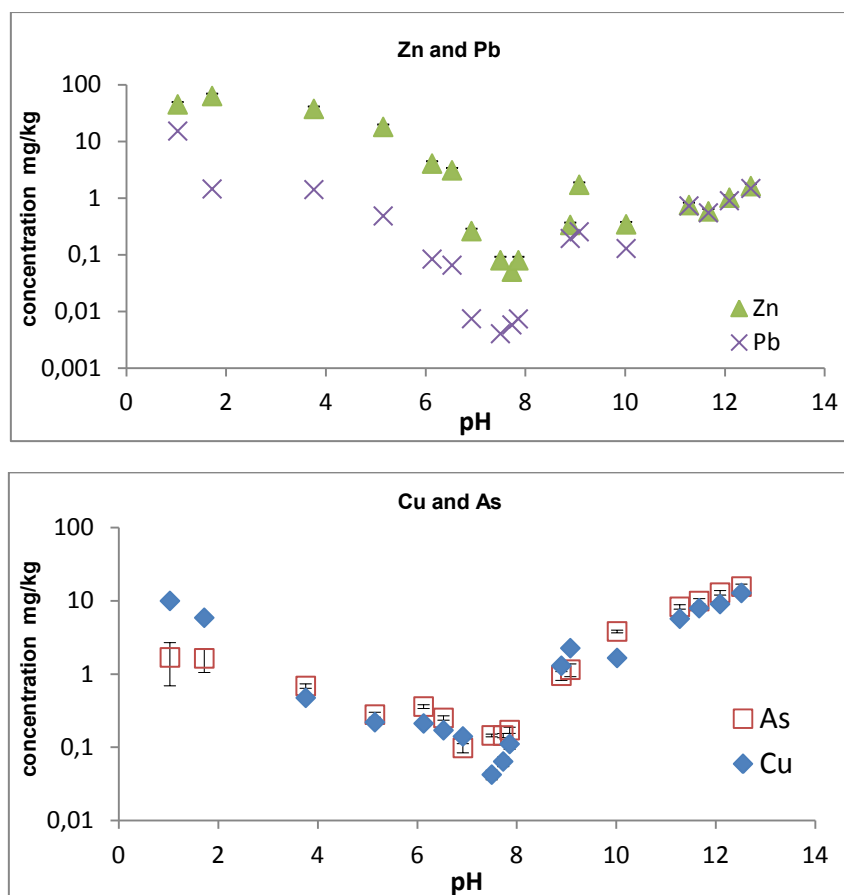 Zn and Pb
concentration mg/kg
100
10
1
0,1
0,01
0,001
0 2 4 6 8 10 12 14
pH
Zn
Pb
Cu and As
concentration mg/kg
100
10
1
0,1
0,01
0 2 4 6 8 10 12 14
pH
As
Cu